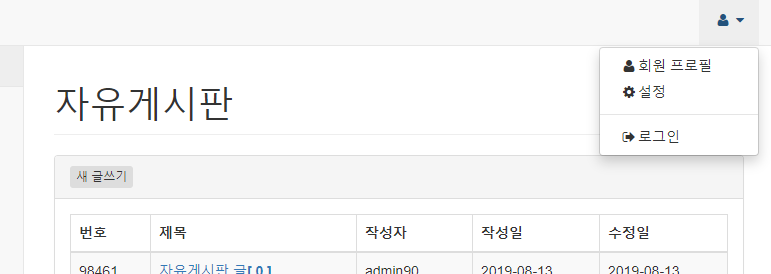 회원 프로필
설정
로그인
자유게시판
새 글쓰기
번호 제목 작성자 작성일 수정일
98461 자유게시판 글[ 0 ] admin90 2019-08-13 2019-08-13